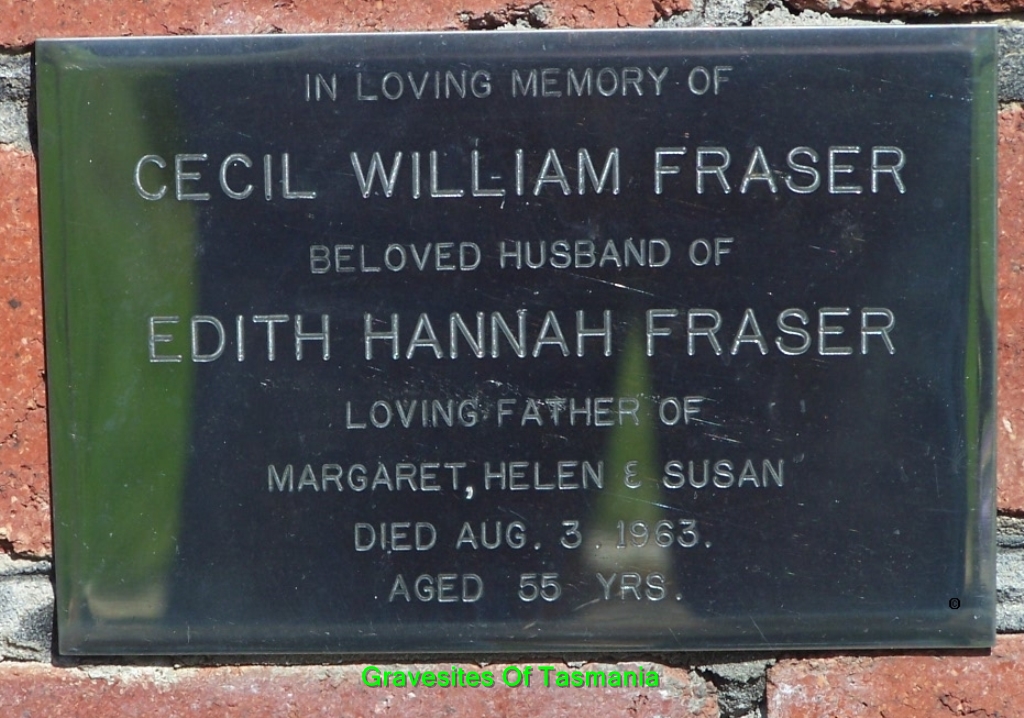 IN LOVING MEMORY OF
CECIL WILLIAM FRASER
BELOVED HUSBAND OF
EDITH HANNAH FRASER
LOVING FATHER OF
MARGARET, HELEN & SUSAN
DIED AUG. 3. 1963.
AGED 55 YRS.
©
Gravesites Of Tasmania